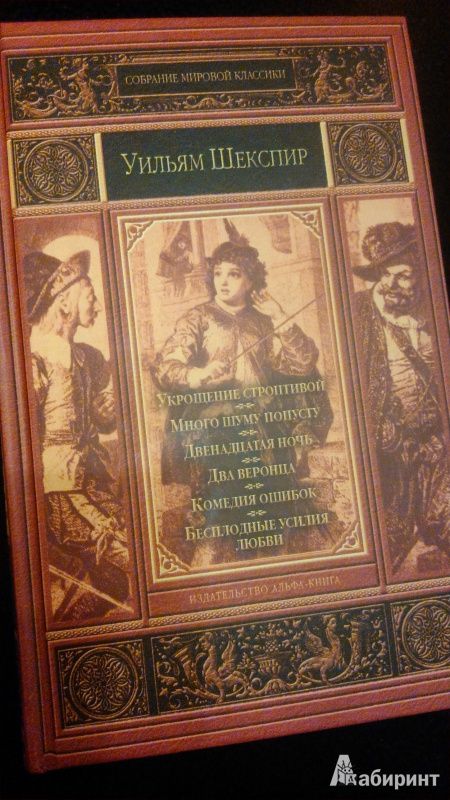 СОБРАНИЕ МИРОВОЙ КЛАССИКИ
УИЛЬЯМ ШЕКСПИР
УКРОЩЕНИЕ СТРОПТИВОЙ
МНОГО ШУМУ ПОПУСТУ
ДВЕНАДЦАТАЯ НОЧЬ
ДВА ВЕРОНЦА
КОМЕДИЯ ОШИБОК
БЕСПЛОДНЫЕ УСИЛИЯ
ЛЮБВИ
ИЗДАТЕЛЬСТВО АЛЬФА-КНИГА
Лабиринт